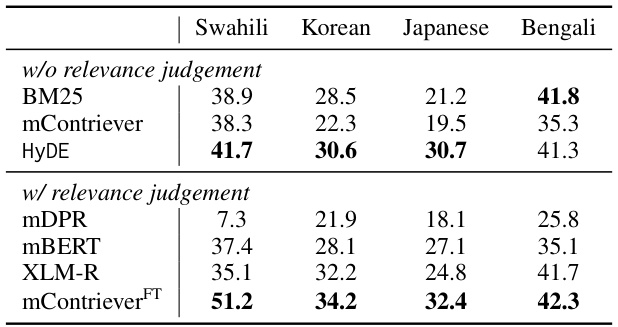 Swahili Korean Japanese Bengali
w/o relevance judgement
BM25 38.9 28.5 21.2 41.8
mContriever 38.3 22.3 19.5 35.3
HyDE 41.7 30.6 30.7 41.3
w/ relevance judgement
mDPR 7.3 21.9 18.1 25.8
mBERT 37.4 28.1 27.1 35.1
XLM-R 35.1 32.2 24.8 41.7
mContrieverFT 51.2 34.2 32.4 42.3